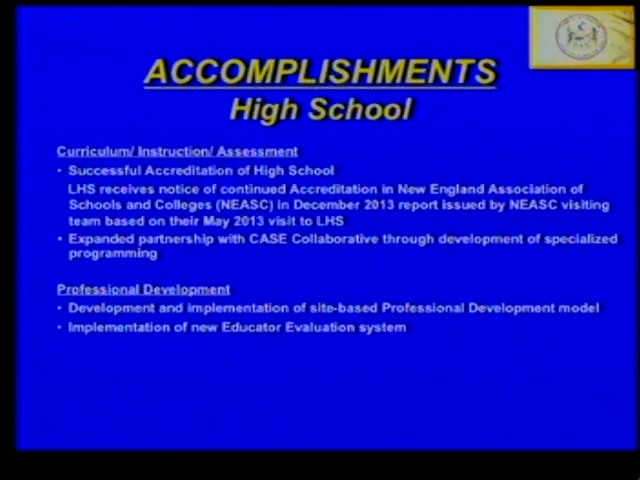 ACCOMPLISHMENTS
High School
Curriculum/ Instruction/ Assessment
• Successful Accreditation of High School
LHS receives notice of continued Accreditation in New England Association of
Schools and Colleges (NEASC) in December 2013 report issued by NEASC visiting
team based on their May 2013 visit to LHS
• Expanded partnership with CASE Collaborative through development of specialized
programming
Professional Development
• Development and implementation of site-based Professional Development model
• Implementation of new Educator Evaluation system